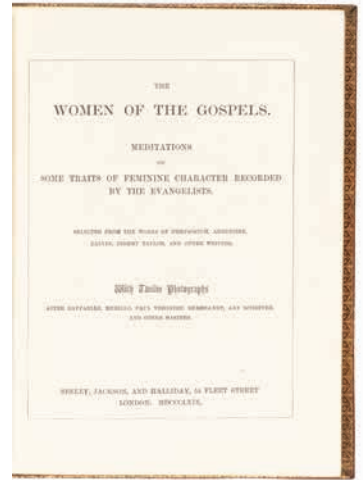 THE
WOMEN OF THE GOSPELS.
MEDITATIONS
ON
SOME TRAITS OF FEMININE CHARACTER RECORDED
BY THE EVANGELISTS.
SELECTED FROM THE WORKS OF CHRYSOSTOM, AUGUSTINE,
CALVIN, JEREMY TAYLOR, AND OTHER WRITERS.
With Twelve Photographs
AFTER RAFFAELLE, MURILLO, PAUL VERONESE, REMBRANDT, ARY SCHEFFER,
AND OTHER MASTERS.
SEELEY, JACKSON, AND HALLIDAY, 54 FLEET STREET
LONDON.